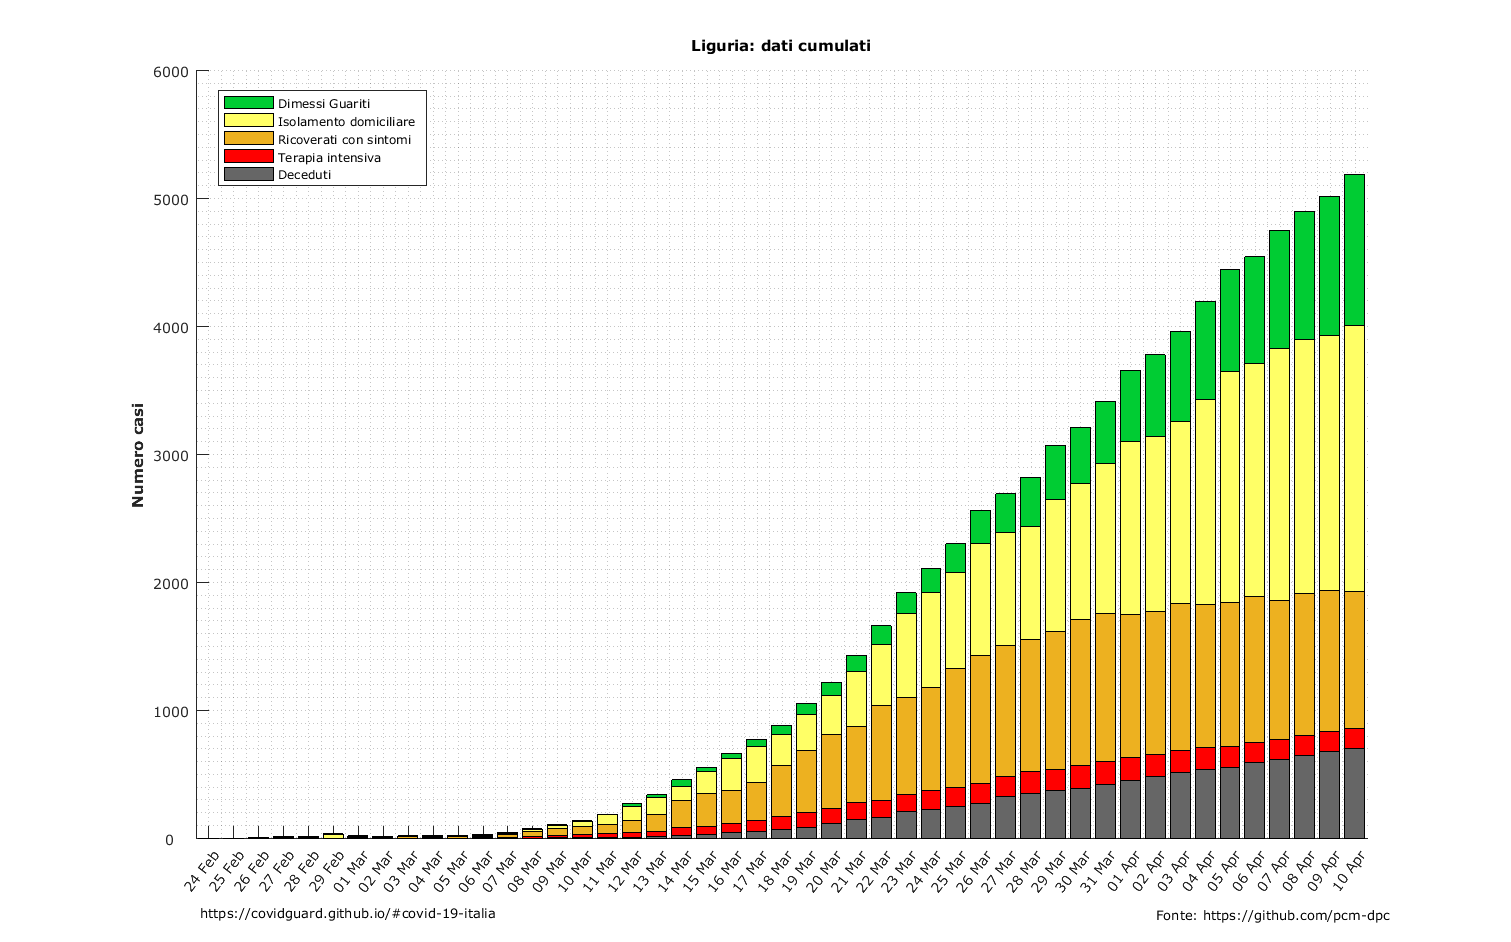 Liguria: dati cumulati
6000
5000
4000
3000
2000
1000
0
Numero casi
Dimessi Guariti
Isolamento domiciliare
Ricoverati con sintomi
Terapia intensiva
Deceduti
24 Feb
25 Feb
26 Feb
27 Feb
28 Feb
29 Feb
01 Mar
02 Mar
03 Mar
04 Mar
05 Mar
06 Mar
07 Mar
08 Mar
09 Mar
10 Mar
11 Mar
12 Mar
13 Mar
14 Mar
15 Mar
16 Mar
17 Mar
18 Mar
19 Mar
20 Mar
21 Mar
22 Mar
23 Mar
24 Mar
25 Mar
26 Mar
27 Mar
28 Mar
29 Mar
30 Mar
31 Mar
01 Apr
02 Apr
03 Apr
04 Apr
05 Apr
06 Apr
07 Apr
08 Apr
09 Apr
10 Apr
https://covidguard.github.io/#covid-19-italia
Fonte: https://github.com/pcm-dpc